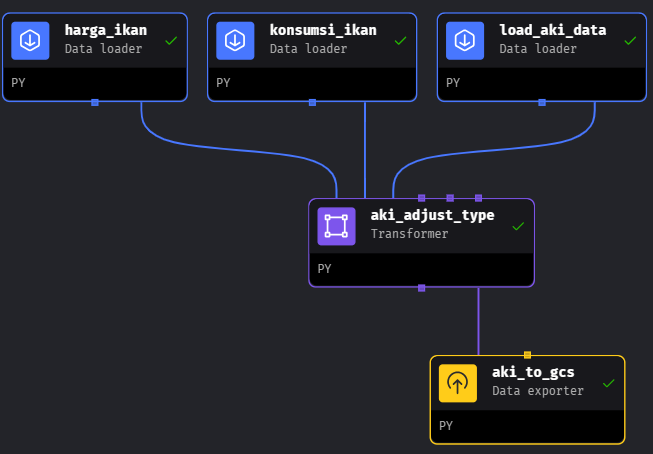 harga_ikan
Data loader
PY
konsumsi_ikan
Data loader
PY
load_aki_data
Data loader
PY
aki_adjust_type
Transformer
PY
aki_to_gcs
Data exporter
PY